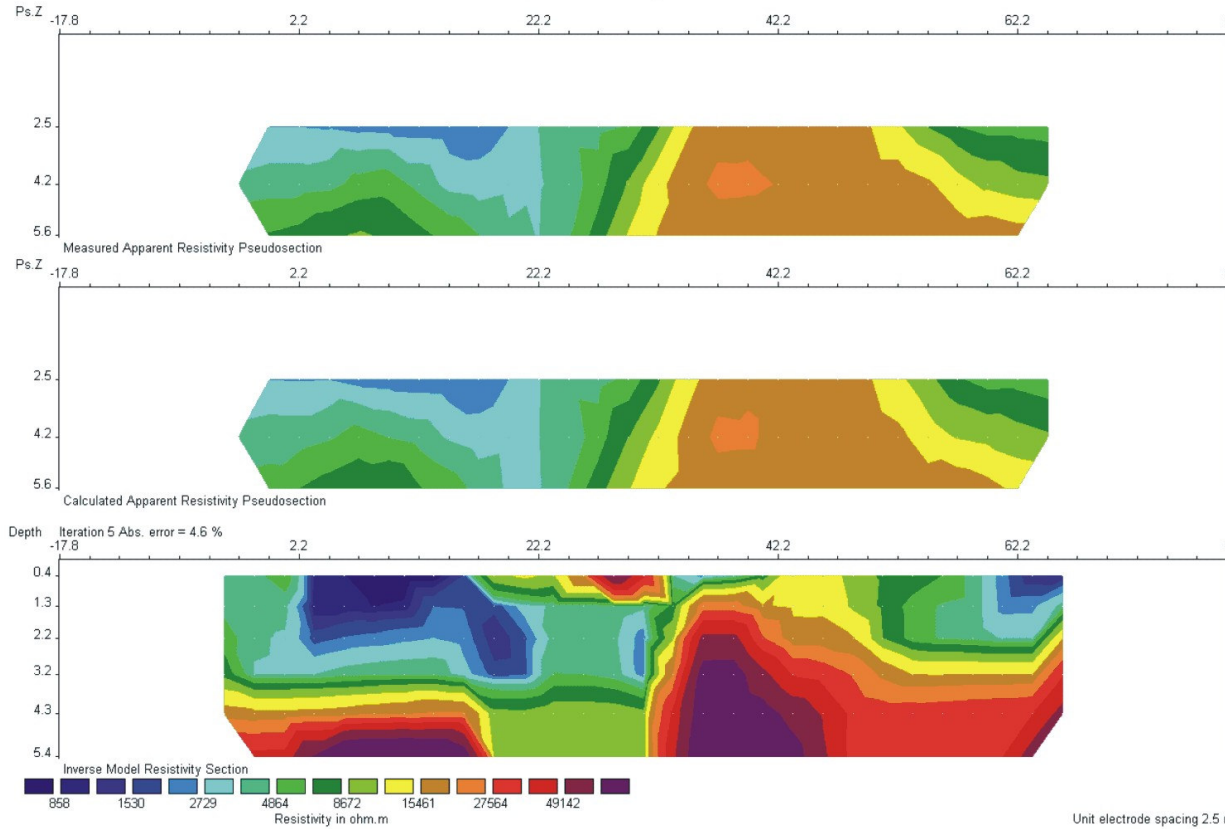 Ps.Z -17.8 2.2 22.2 42.2 62.2
2.5
4.2
5.6
Measured Apparent Resistivity Pseudosection
Ps.Z -17.8 2.2 22.2 42.2 62.2
2.5
4.2
5.6
Calculated Apparent Resistivity Pseudosection
Depth Iteration 5 Abs. error = 4.6 %
-17.8 2.2 22.2 42.2 62.2
0.4
1.3
2.2
3.2
4.3
5.4
Inverse Model Resistivity Section
858 1530 2729 4864 8672 15461 27564 49142
Resistivity in ohm.m Unit electrode spacing 2.5